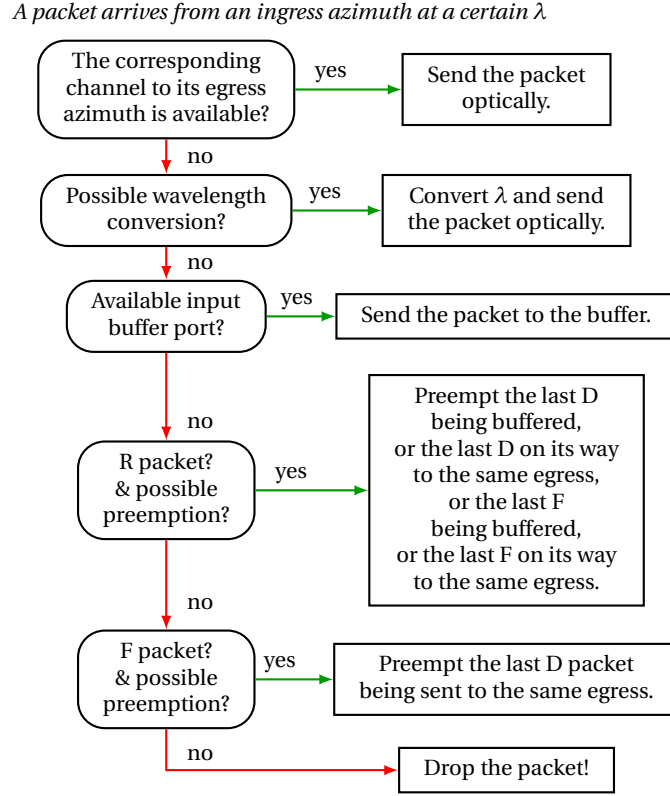 A packet arrives from an ingress azimuth at a certain λ
The corresponding
channel to its egress
azimuth is available?
yes
Send the packet
optically.
no
Possible wavelength
conversion?
yes
Convert λ and send
the packet optically.
no
Available input
buffer port?
yes
Send the packet to the buffer.
no
R packet?
& possible
preemption?
yes
Preempt the last D
being buffered,
or the last D on its way
to the same egress,
or the last F
being buffered,
or the last F on its way
to the same egress.
no
F packet?
& possible
preemption?
yes
Preempt the last D packet
being sent to the same egress.
no
Drop the packet!